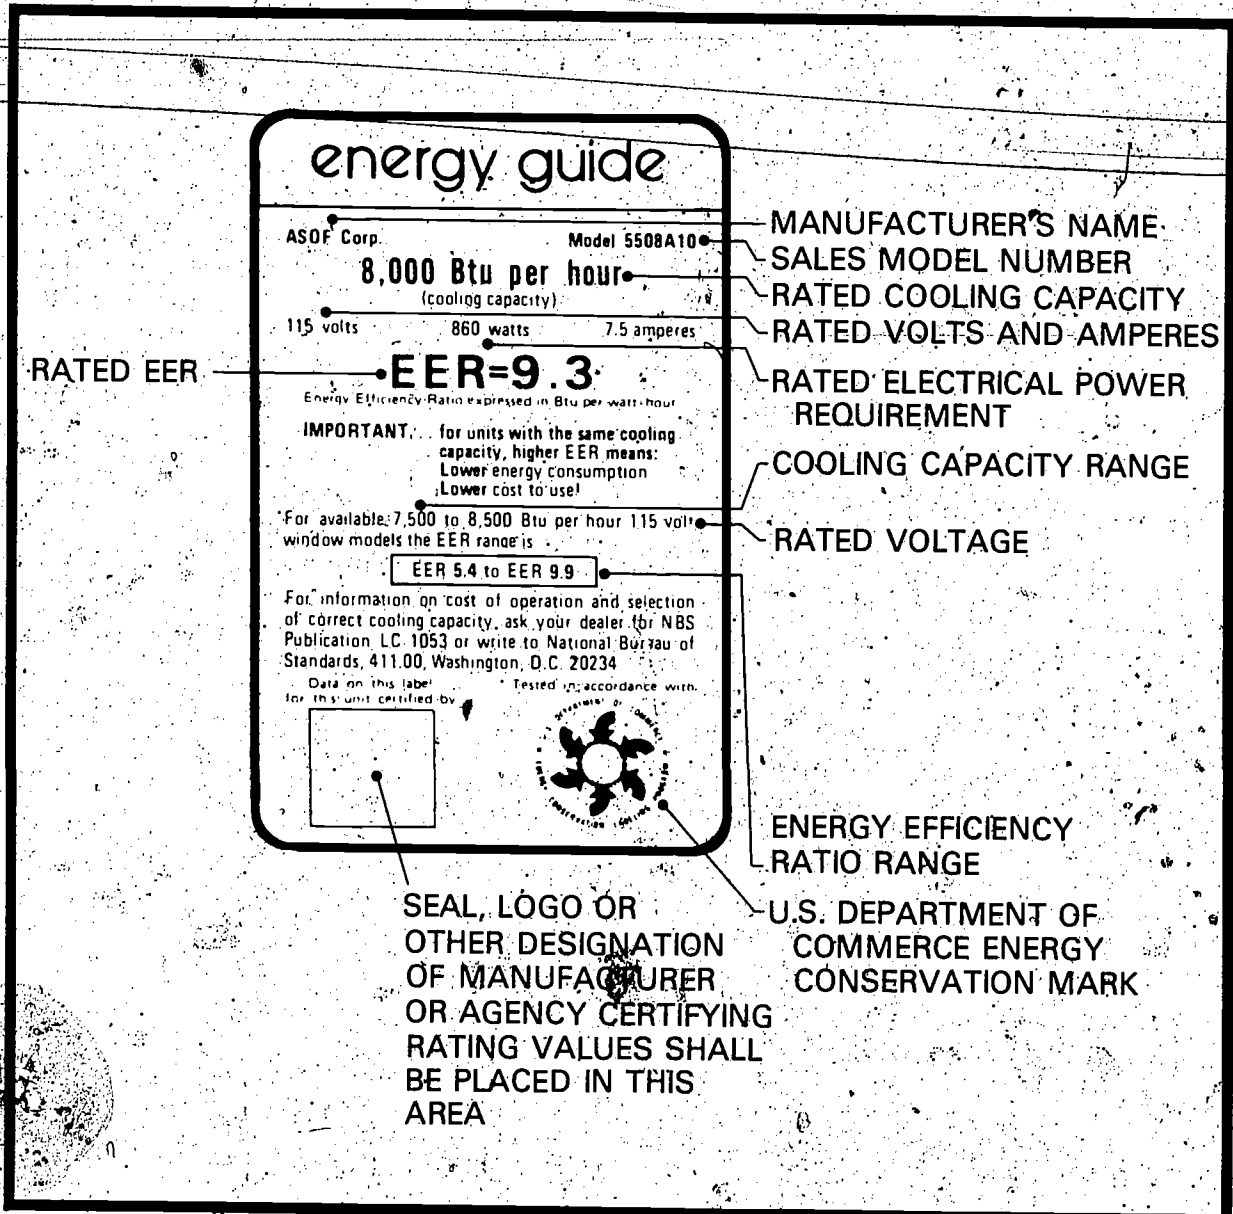 energy guide
ASOF Corp. Model 5508A10
8,000 Btu per hour
(cooling capacity)
115 volts 860 watts 7.5 amperes
EER=9.3
Energy Efficiency Ratio expressed in Btu per watt-hour
IMPORTANT... for units with the same cooling
capacity, higher EER means:
Lower energy consumption
Lower cost to use!
For available 7,500 to 8,500 Btu per hour 115 volt
window models the EER range is
EER 5.4 to EER 9.9
For information on cost of operation and selection
of correct cooling capacity, ask your dealer for NBS
Publication LC 1053 or write to National Bureau of
Standards, 411.00, Washington, D.C. 20234
Data on this label
for this unit certified by
Tested in accordance with
MANUFACTURER'S NAME
SALES MODEL NUMBER
RATED COOLING CAPACITY
RATED VOLTS AND AMPERES
RATED EER
RATED ELECTRICAL POWER
REQUIREMENT
COOLING CAPACITY RANGE
RATED VOLTAGE
ENERGY EFFICIENCY
RATIO RANGE
U.S. DEPARTMENT OF
COMMERCE ENERGY
CONSERVATION MARK
SEAL, LOGO OR
OTHER DESIGNATION
OF MANUFACTURER
OR AGENCY CERTIFYING
RATING VALUES SHALL
BE PLACED IN THIS
AREA